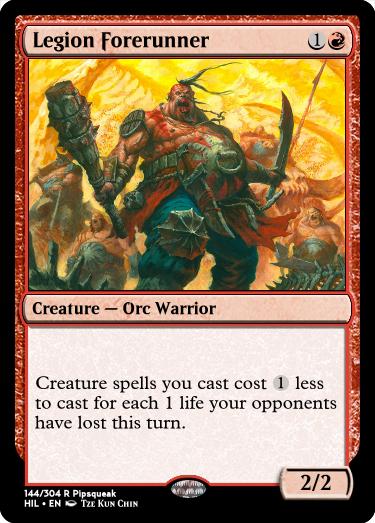 Legion Forerunner 1
Creature — Orc Warrior
Creature spells you cast cost 1 less
to cast for each 1 life your opponents
have lost this turn.
2/2
144/304 R Pipsqueak
HIL • EN Tze Kun Chin